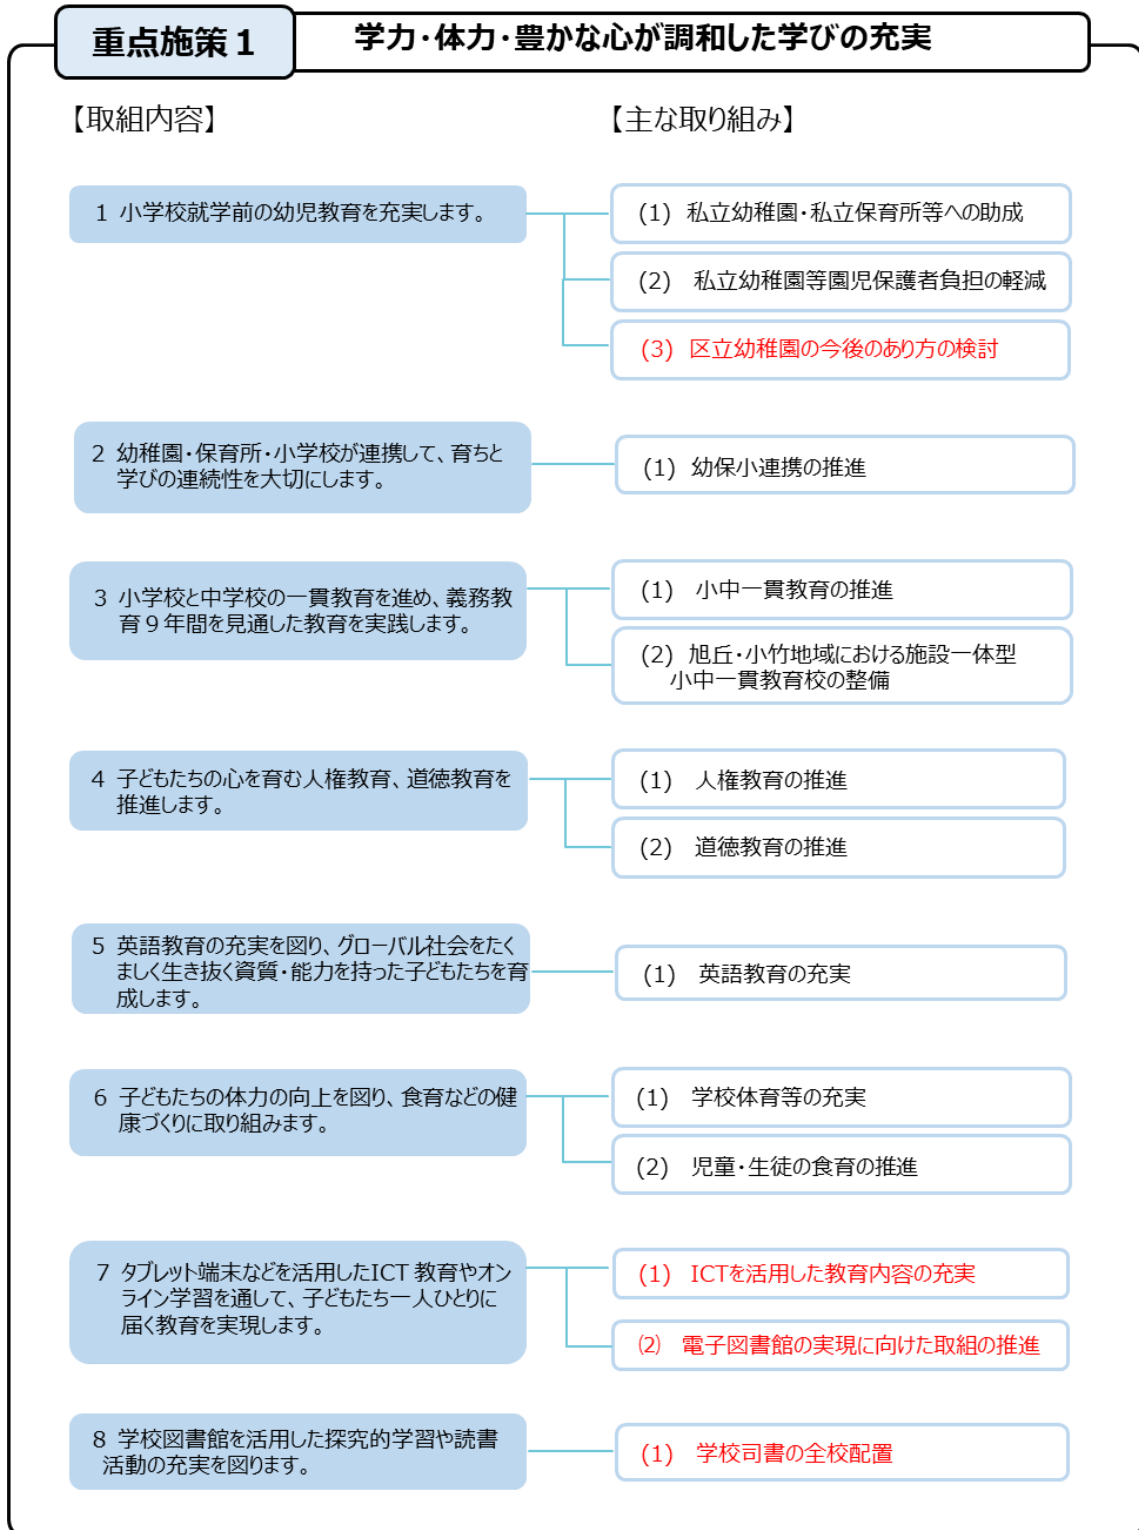 重点施策１
学力・体力・豊かな心が調和した学びの充実
【取組内容】
【主な取り組み】
1 小学校就学前の幼児教育を充実します。
(1) 私立幼稚園・私立保育所等への助成
(2) 私立幼稚園等園児保護者負担の軽減
(3) 区立幼稚園の今後のあり方の検討
2 幼稚園・保育所・小学校が連携して、育ちと
学びの連続性を大切にします。
(1) 幼保小連携の推進
3 小学校と中学校の一貫教育を進め、義務教
育９年間を見通した教育を実践します。
(1) 小中一貫教育の推進
(2) 旭丘・小竹地域における施設一体型
小中一貫教育校の整備
4 子どもたちの心を育む人権教育、道徳教育を
推進します。
(1) 人権教育の推進
(2) 道徳教育の推進
5 英語教育の充実を図り、グローバル社会をたく
ましく生き抜く資質・能力を持った子どもたちを育
成します。
(1) 英語教育の充実
6 子どもたちの体力の向上を図り、食育などの健
康づくりに取り組みます。
(1) 学校体育等の充実
(2) 児童・生徒の食育の推進
7 タブレット端末などを活用したICT 教育やオン
ライン学習を通して、子どもたち一人ひとりに
届く教育を実現します。
(1) ICTを活用した教育内容の充実
⑵ 電子図書館の実現に向けた取組の推進
8 学校図書館を活用した探究的学習や読書
活動の充実を図ります。
(1) 学校司書の全校配置